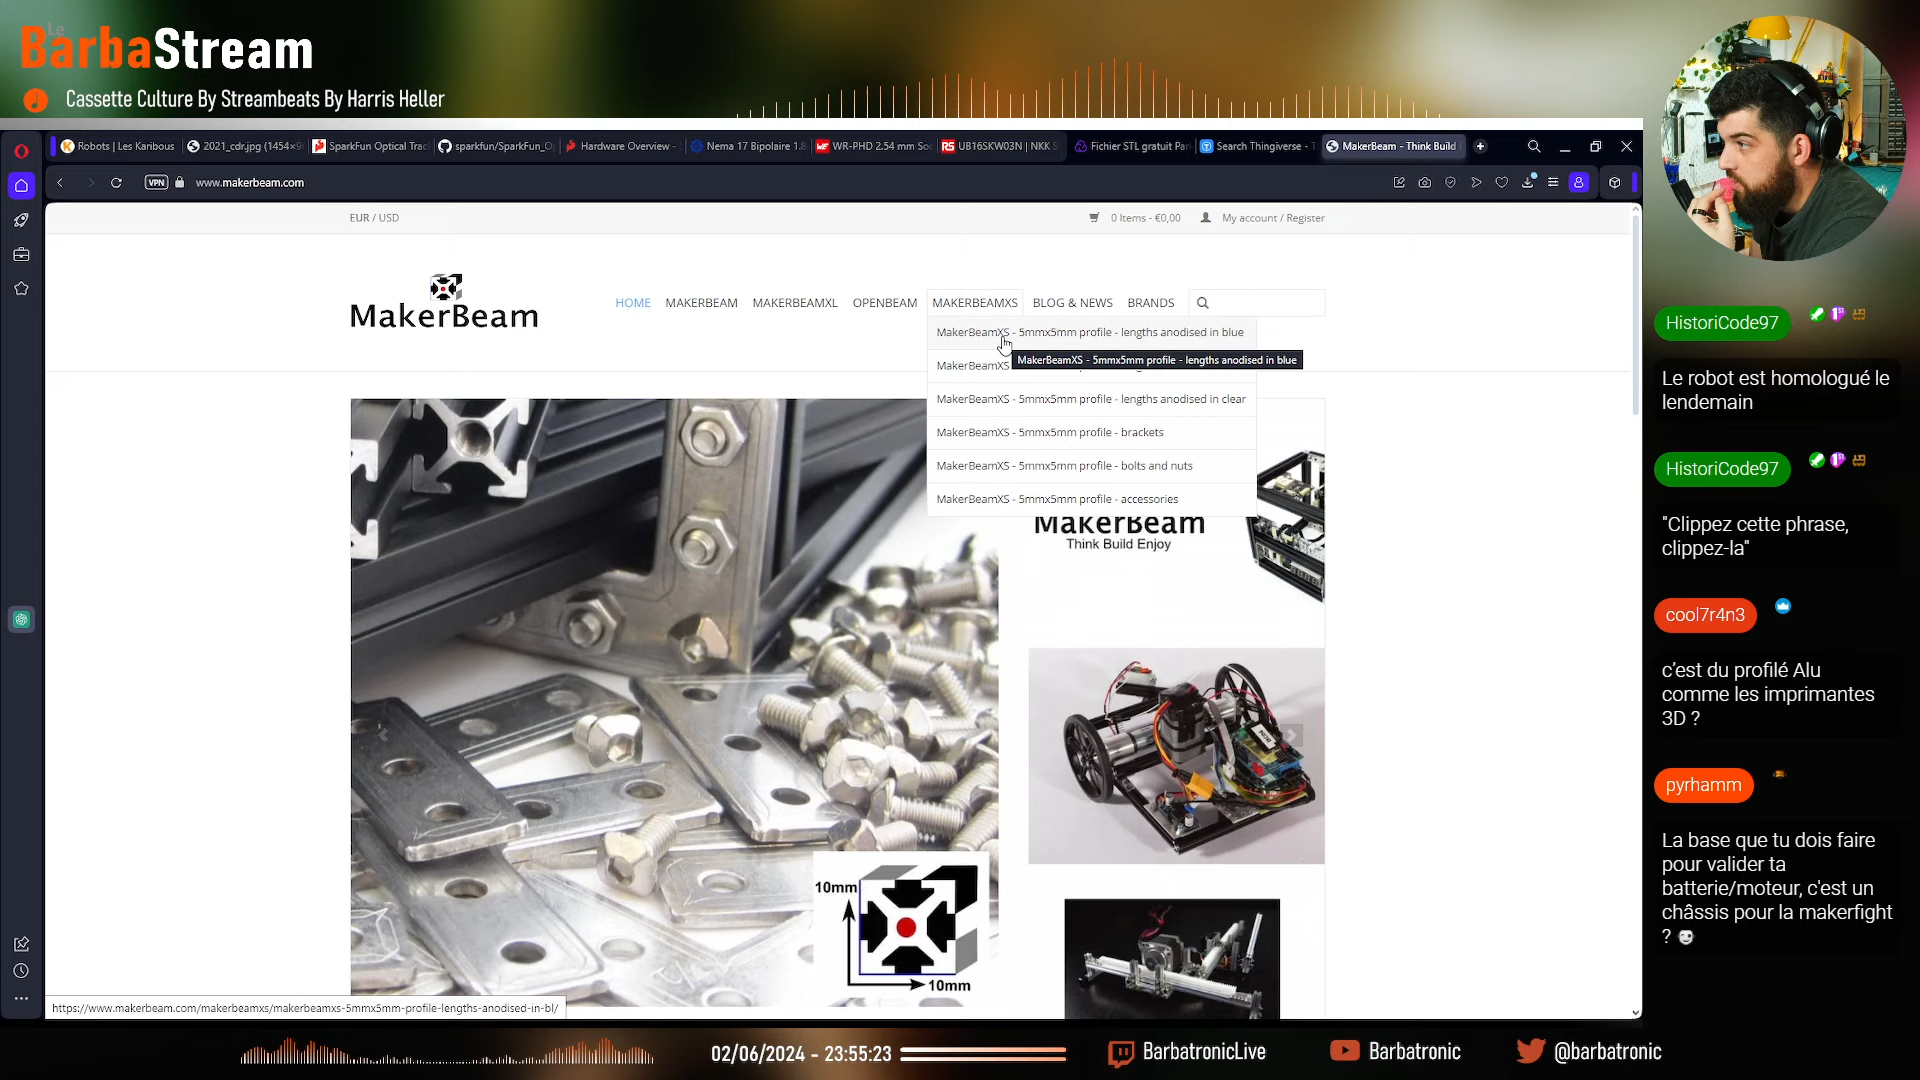 Le
BarbaStream
Cassette Culture By Streambeats By Harris Heller
Robots | Les Karibous
2021_cdr.jpg (1454×9
SparkFun Optical Trac
sparkfun/SparkFun_O
Hardware Overview -
Nema 17 Bipolaire 1.8
WR-PHD 2.54 mm So
UB16SKW03N | NKK S
Fichier STL gratuit Par
Search Thingiverse - T
MakerBeam - Think Build
VPN
www.makerbeam.com
EUR / USD
0 Items - €0,00
My account / Register
MakerBeam
HOME
MAKERBEAM
MAKERBEAMXL
OPENBEAM
MAKERBEAMXS
BLOG & NEWS
BRANDS
MakerBeamXS - 5mmx5mm profile - lengths anodised in blue
MakerBeamXS - 5mmx5mm profile - lengths anodised in blue
MakerBeamXS
MakerBeamXS - 5mmx5mm profile - lengths anodised in clear
MakerBeamXS - 5mmx5mm profile - brackets
MakerBeamXS - 5mmx5mm profile - bolts and nuts
MakerBeamXS - 5mmx5mm profile - accessories
MakerBeam
Think Build Enjoy
10mm
10mm
https://www.makerbeam.com/makerbeamxs/makerbeamxs-5mmx5mm-profile-lengths-anodised-in-bl/
HistoriCode97
Le robot est homologué le
lendemain
HistoriCode97
"Clippez cette phrase,
clippez-la"
cool7r4n3
c’est du profilé Alu
comme les imprimantes
3D ?
pyrhamm
La base que tu dois faire
pour valider ta
batterie/moteur, c'est un
châssis pour la makerfight
?
02/06/2024 - 23:55:23
BarbatronicLive
Barbatronic
@barbatronic